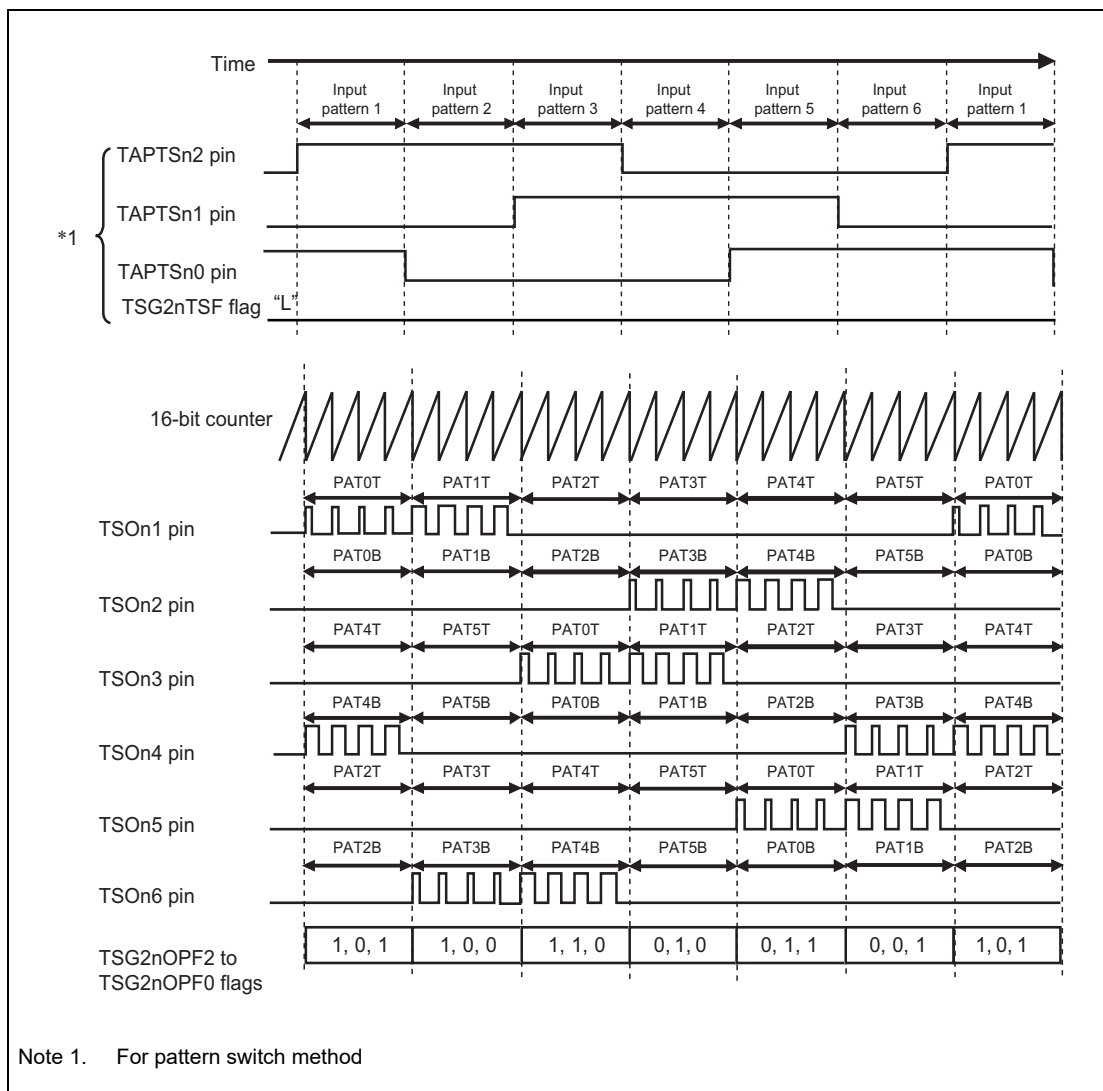 Time
Input pattern 1 Input pattern 2 Input pattern 3 Input pattern 4 Input pattern 5 Input pattern 6 Input pattern 1
TAPTSn2 pin
TAPTSn1 pin
*1
TAPTSn0 pin
TSG2nTSF flag “L”
16-bit counter
PAT0T PAT1T PAT2T PAT3T PAT4T PAT5T PAT0T
TSOn1 pin
PAT0B PAT1B PAT2B PAT3B PAT4B PAT5B PAT0B
TSOn2 pin
PAT4T PAT5T PAT0T PAT1T PAT2T PAT3T PAT4T
TSOn3 pin
PAT4B PAT5B PAT0B PAT1B PAT2B PAT3B PAT4B
TSOn4 pin
PAT2T PAT3T PAT4T PAT5T PAT0T PAT1T PAT2T
TSOn5 pin
PAT2B PAT3B PAT4B PAT5B PAT0B PAT1B PAT2B
TSOn6 pin
1, 0, 1 1, 0, 0 1, 1, 0 0, 1, 0 0, 1, 1 0, 0, 1 1, 0, 1
TSG2nOPF2 to
TSG2nOPF0 flags
Note 1. For pattern switch method